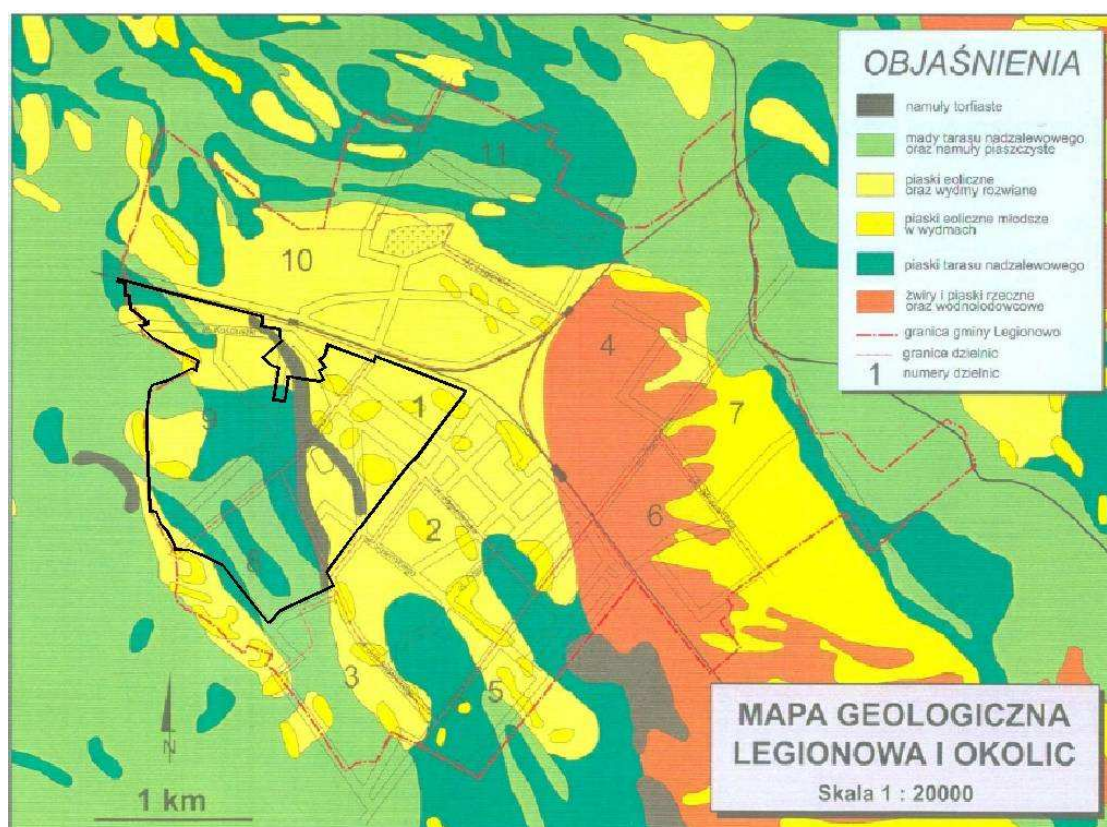 OBJAŚNIENIA
namuły torfiaste
mady tarasu nadzalewowego
oraz namuły piaszczyste
piaski eoliczne
oraz wydmy rozwiane
piaski eoliczne młodsze
w wydmach
piaski tarasu nadzalewowego
żwiry i piaski rzeczne
oraz wodnolodowcowe
granica gminy Legionowo
granice dzielnic
1 numery dzielnic
11
10
4
1
7
9
2
6
8
3
5
N
1 km
MAPA GEOLOGICZNA
LEGIONOWA I OKOLIC
Skala 1 : 20000